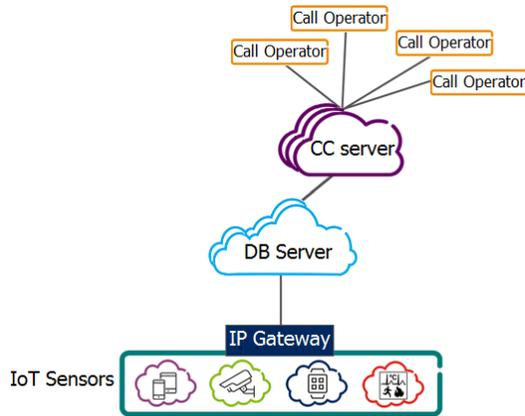 Call Operator
Call Operator
Call Operator
Call Operator
CC server
DB Server
IP Gateway
IoT Sensors